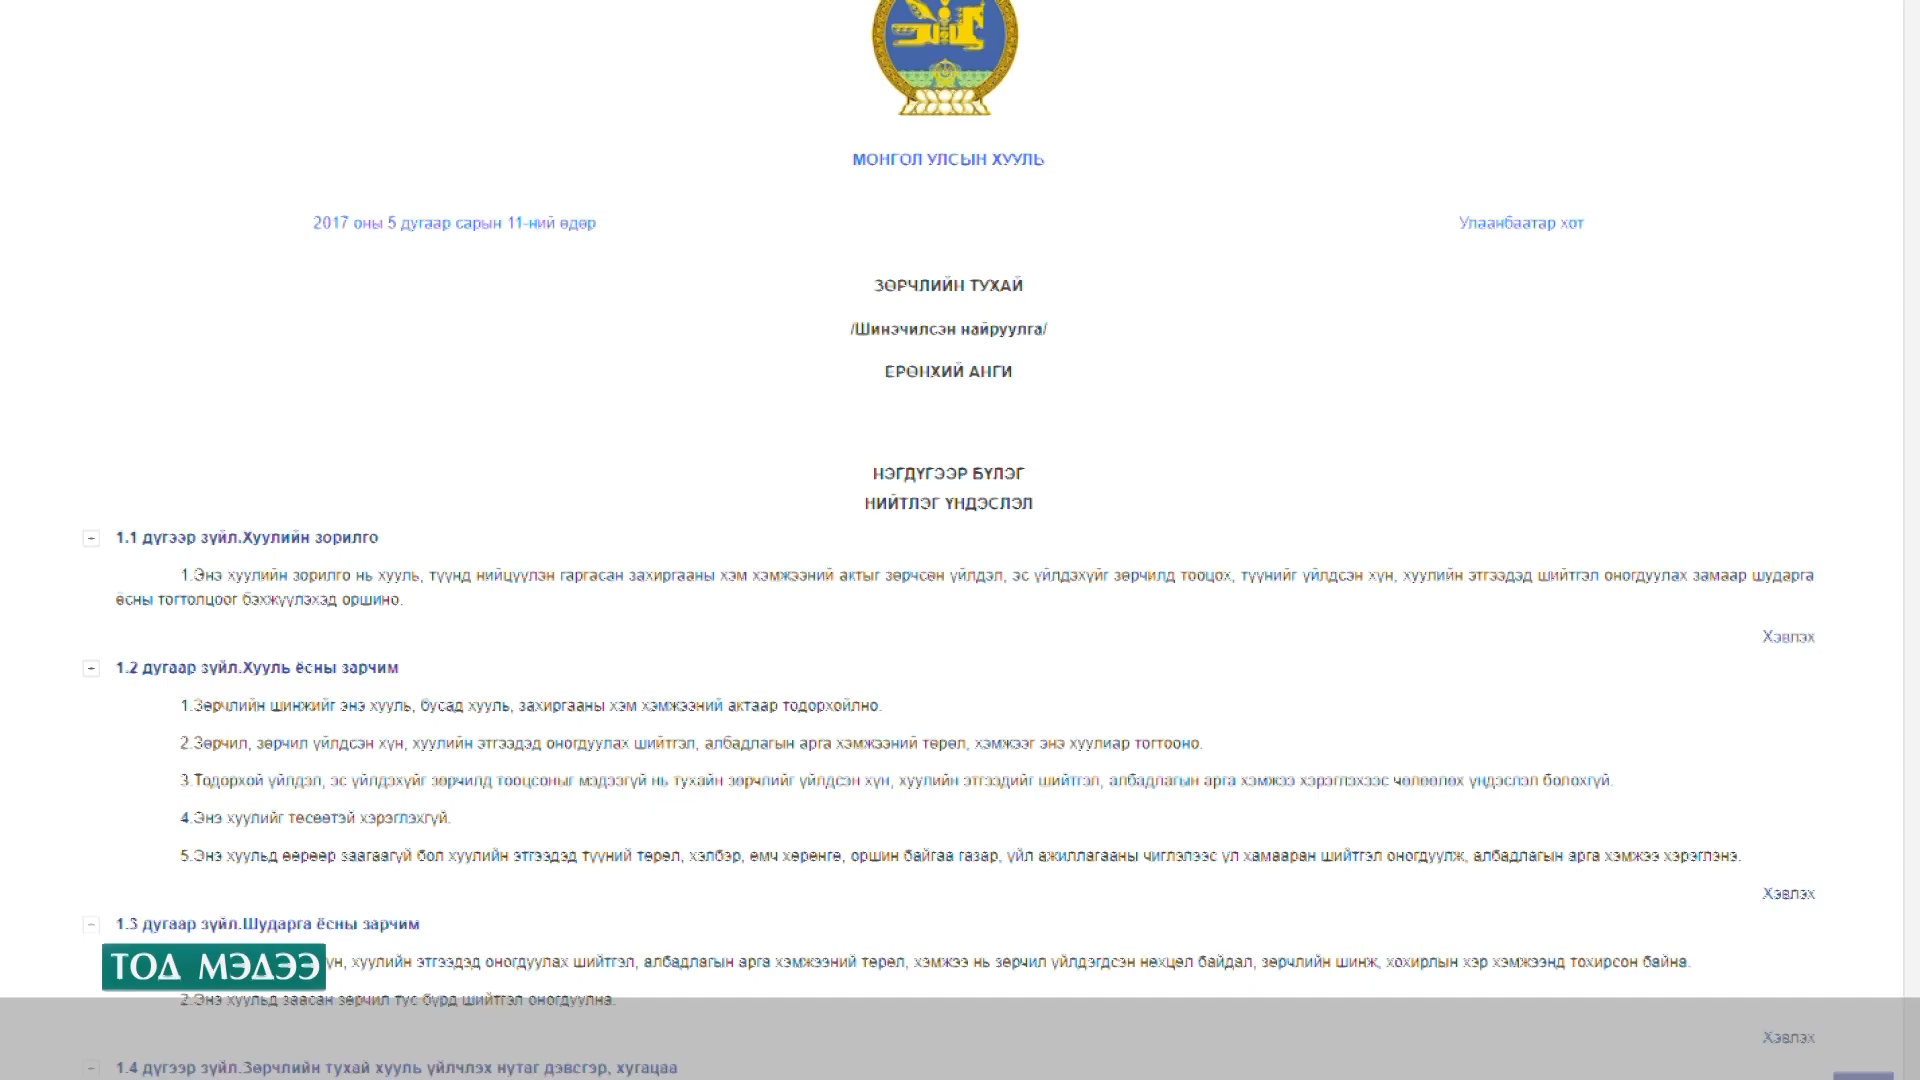 МОНГОЛ УЛСЫН ХУУЛЬ
2017 оны 5 дугаар сарын 11-ний өдөр
Улаанбаатар хот
ЗӨРЧЛИЙН ТУХАЙ
/Шинэчилсэн найруулга/
ЕРӨНХИЙ АНГИ
НЭГДҮГЭЭР БҮЛЭГ
НИЙТЛЭГ ҮНДЭСЛЭЛ
1.1 дүгээр зүйл.Хуулийн зорилго
1.Энэ хуулийн зорилго нь хууль, түүнд нийцүүлэн гаргасан захиргааны хэм хэмжээний актыг зөрчсөн үйлдэл, эс үйлдэхүйг зөрчилд тооцох, түүнийг үйлдсэн хүн, хуулийн этгээдэд шийтгэл оногдуулах замаар шударга
ёсны тогтолцоог бэхжүүлэхэд оршино.
Хэвлэх
1.2 дугаар зүйл.Хууль ёсны зарчим
1.Зөрчлийн шинжийг энэ хууль, бусад хууль, захиргааны хэм хэмжээний актаар тодорхойлно.
2.Зөрчил, зөрчил үйлдсэн хүн, хуулийн этгээдэд оногдуулах шийтгэл, албадлагын арга хэмжээний төрөл, хэмжээг энэ хуулиар тогтооно.
3.Тодорхой үйлдэл, эс үйлдэхүйг зөрчилд тооцсоныг мэдээгүй нь тухайн зөрчлийг үйлдсэн хүн, хуулийн этгээдийг шийтгэл, албадлагын арга хэмжээ хэрэглэхээс чөлөөлөх үндэслэл болохгүй.
4.Энэ хуулийг төсөөтэй хэрэглэхгүй.
5.Энэ хуульд өөрөөр заагаагүй бол хуулийн этгээдэд түүний төрөл, хэлбэр, өмч хөрөнгө, оршин байгаа газар, үйл ажиллагааны чиглэлээс үл хамааран шийтгэл оногдуулж, албадлагын арга хэмжээ хэрэглэнэ.
Хэвлэх
1.3 дугаар зүйл.Шударга ёсны зарчим
ТОД МЭДЭЭ
үн, хуулийн этгээдэд оногдуулах шийтгэл, албадлагын арга хэмжээний төрөл, хэмжээ нь зөрчил үйлдэгдсэн нөхцөл байдал, зөрчлийн шинж, хохирлын хэр хэмжээнд тохирсон байна.
2.Энэ хуульд заасан зөрчил тус бүрд шийтгэл оногдуулна.
Хэвлэх
1.4 дүгээр зүйл.Зөрчлийн тухай хууль үйлчлэх нутаг дэвсгэр, хугацаа